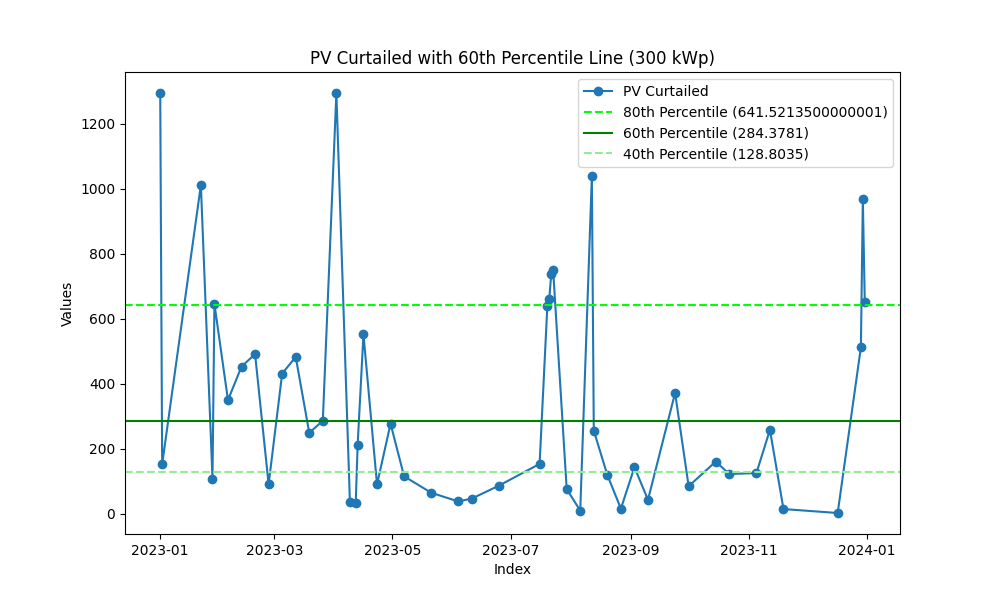 PV Curtailed with 60th Percentile Line (300 kWp)
PV Curtailed
80th Percentile (641.5213500000001)
60th Percentile (284.3781)
40th Percentile (128.8035)
Values
1200
1000
800
600
400
200
0
2023-01
2023-03
2023-05
2023-07
2023-09
2023-11
2024-01
Index